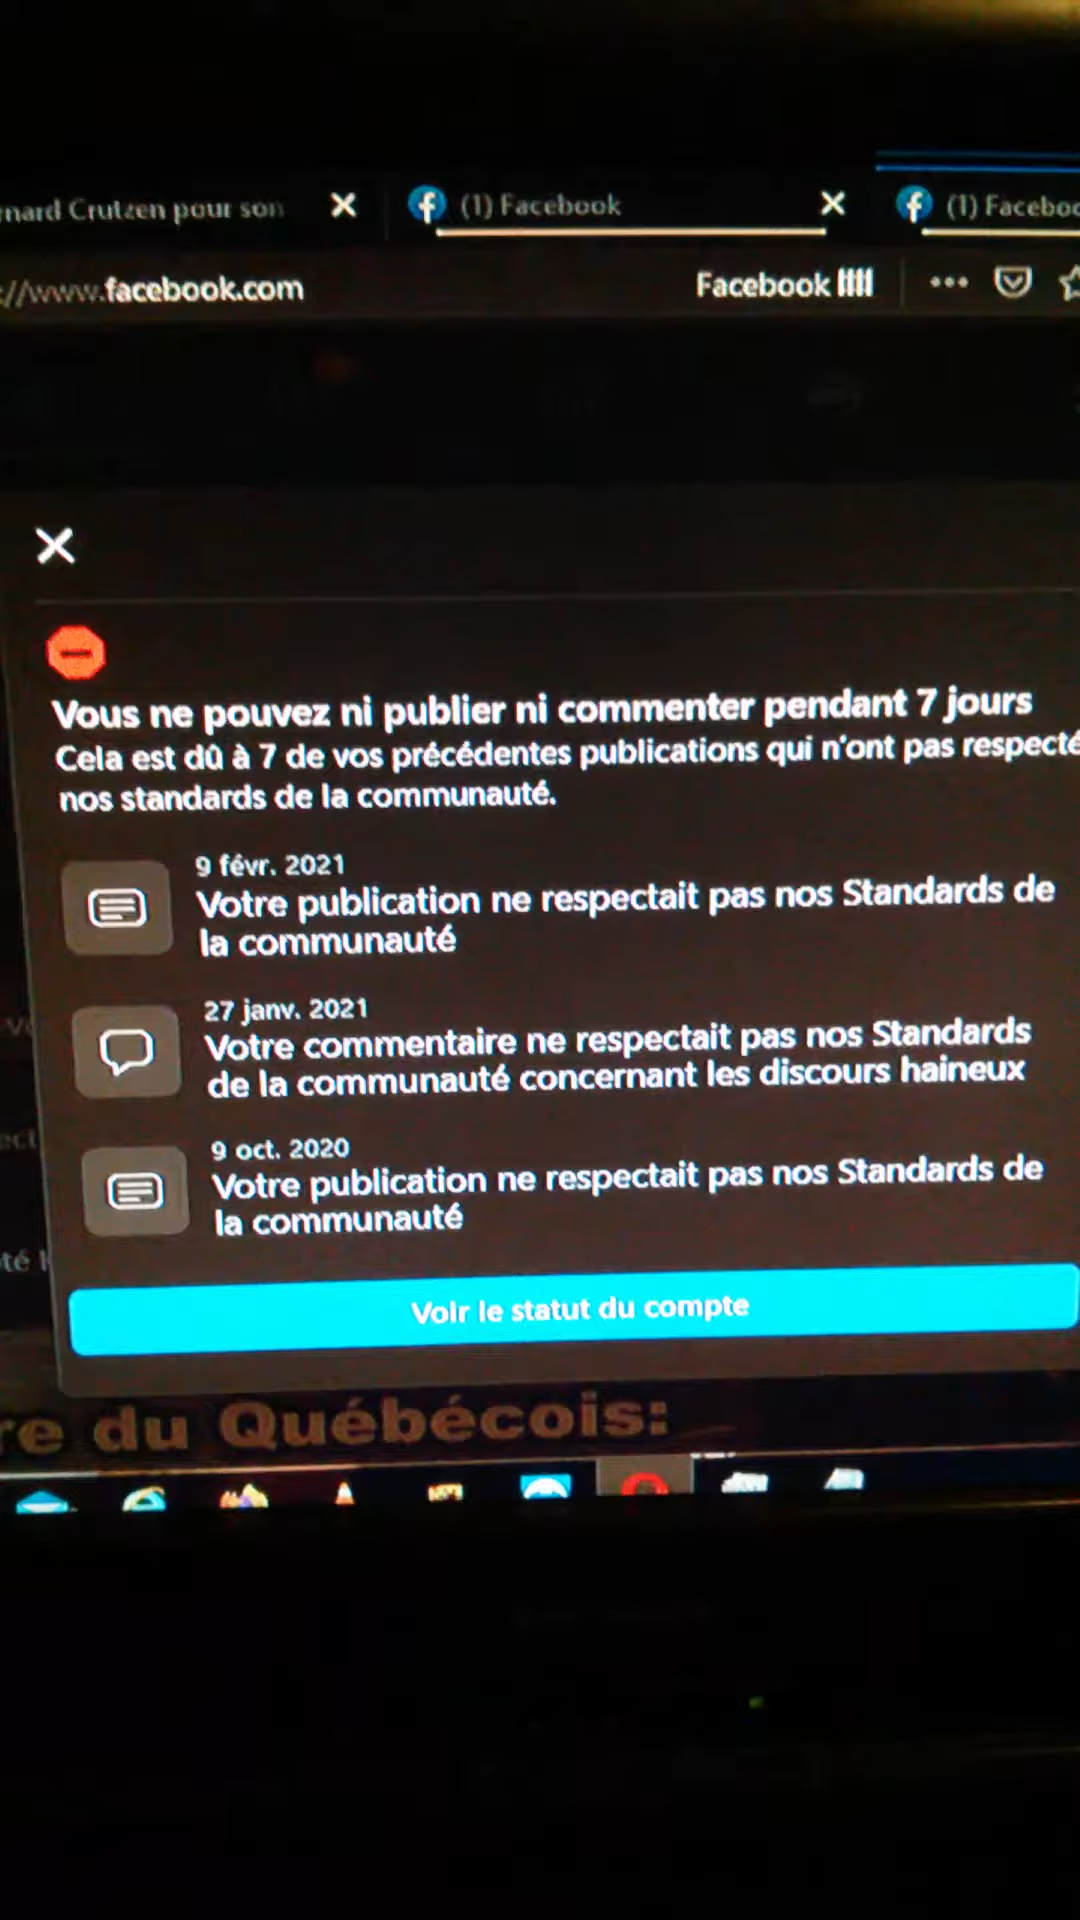 nard Crutzen pour son
(1) Facebook
(1) Faceboo
://www.facebook.com
Facebook
Vous ne pouvez ni publier ni commenter pendant 7 jours
Cela est dû à 7 de vos précédentes publications qui n'ont pas respecté
nos standards de la communauté.
9 févr. 2021
Votre publication ne respectait pas nos Standards de
la communauté
27 janv. 2021
Votre commentaire ne respectait pas nos Standards
de la communauté concernant les discours haineux
9 oct. 2020
Votre publication ne respectait pas nos Standards de
la communauté
Voir le statut du compte
re du Québécois: